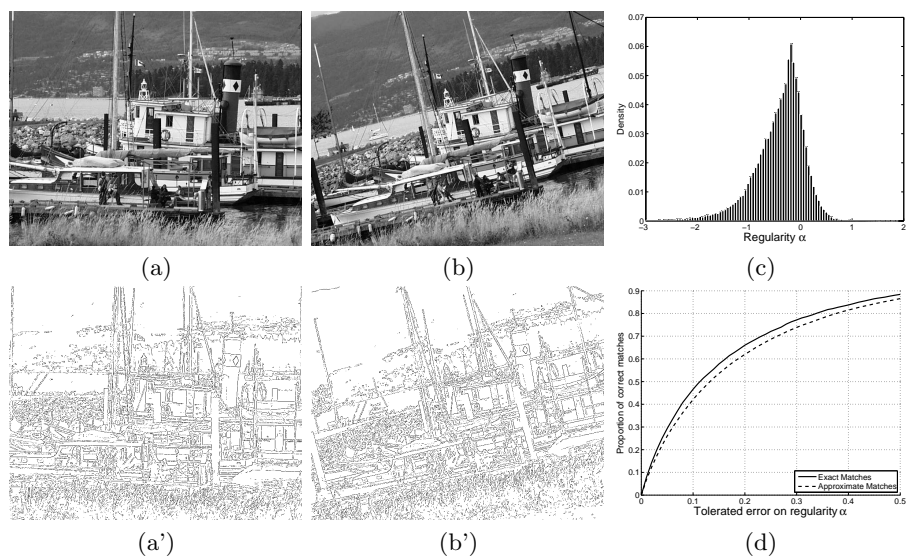 0.07
0.06
0.05
0.04
0.03
0.02
0.01
0
Density
−3 −2 −1 0 1 2
Regularity α
(a) (b) (c)
0.9
0.8
0.7
0.6
0.5
0.4
0.3
0.2
0.1
0
Proportion of correct matches
Exact Matches
Approximate Matches
0 0.1 0.2 0.3 0.4 0.5
Tolerated error on regularity α
(a') (b') (d)